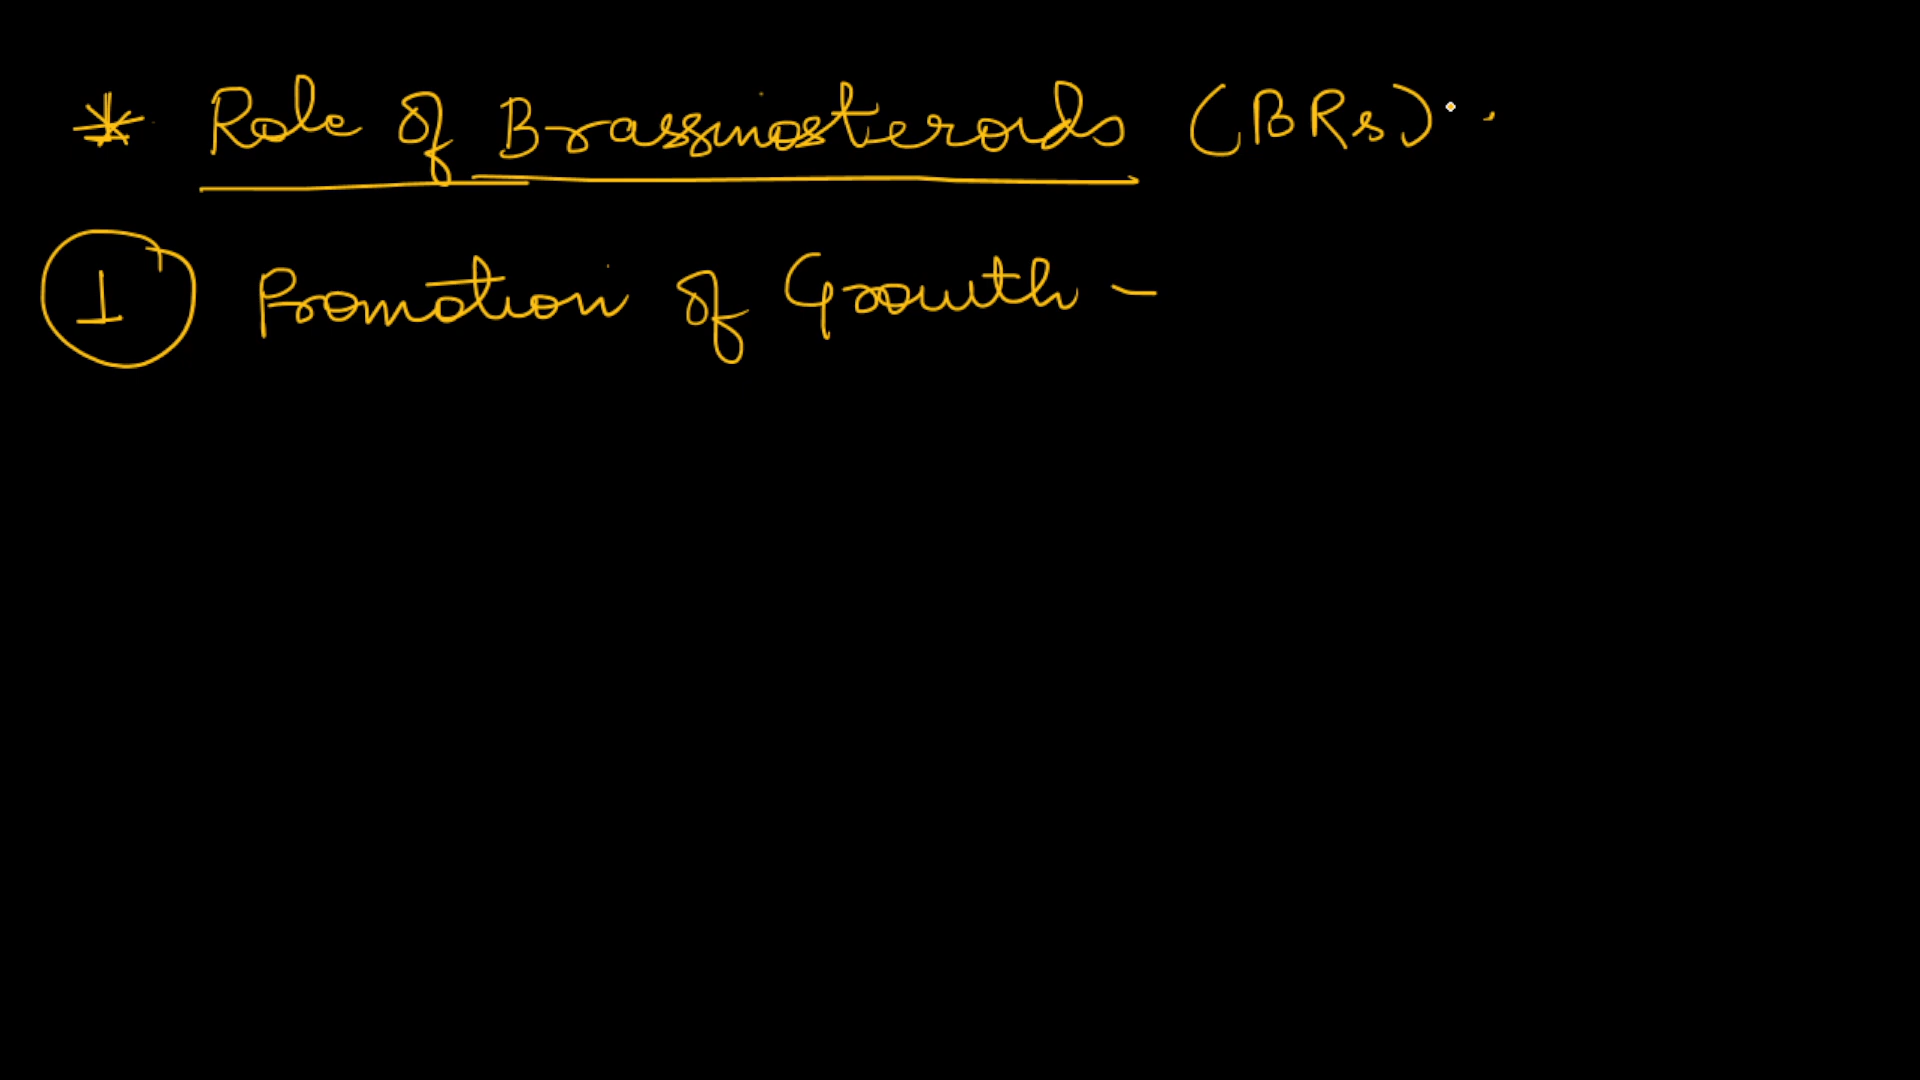 * Role of Brassinosteroids (BRs) :
1 Promotion of Growth -